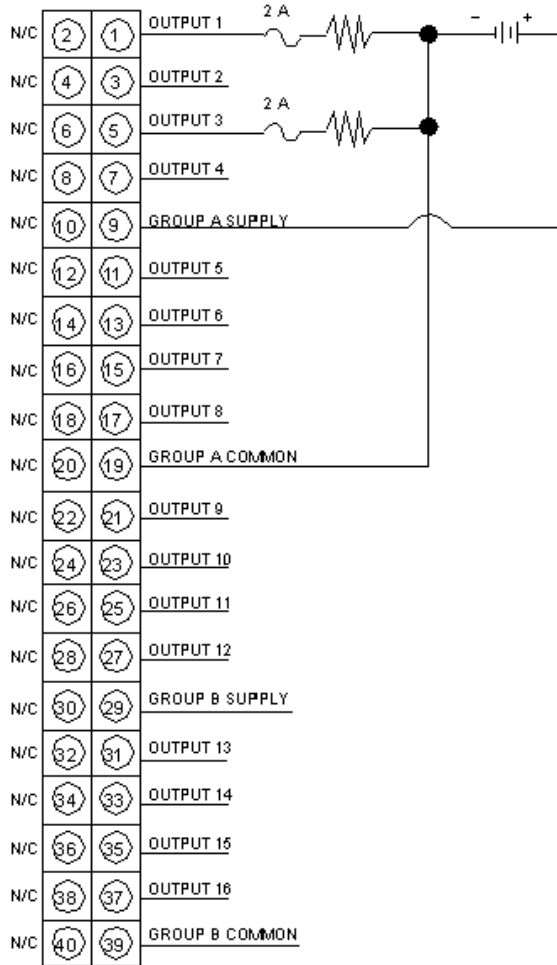 2 A
N/C 2 1 OUTPUT 1 - +
N/C 4 3 OUTPUT 2
2 A
N/C 6 5 OUTPUT 3
N/C 8 7 OUTPUT 4
N/C 10 9 GROUP A SUPPLY
N/C 12 11 OUTPUT 5
N/C 14 13 OUTPUT 6
N/C 16 15 OUTPUT 7
N/C 18 17 OUTPUT 8
N/C 20 19 GROUP A COMMON
N/C 22 21 OUTPUT 9
N/C 24 23 OUTPUT 10
N/C 26 25 OUTPUT 11
N/C 28 27 OUTPUT 12
N/C 30 29 GROUP B SUPPLY
N/C 32 31 OUTPUT 13
N/C 34 33 OUTPUT 14
N/C 36 35 OUTPUT 15
N/C 38 37 OUTPUT 16
N/C 40 39 GROUP B COMMON